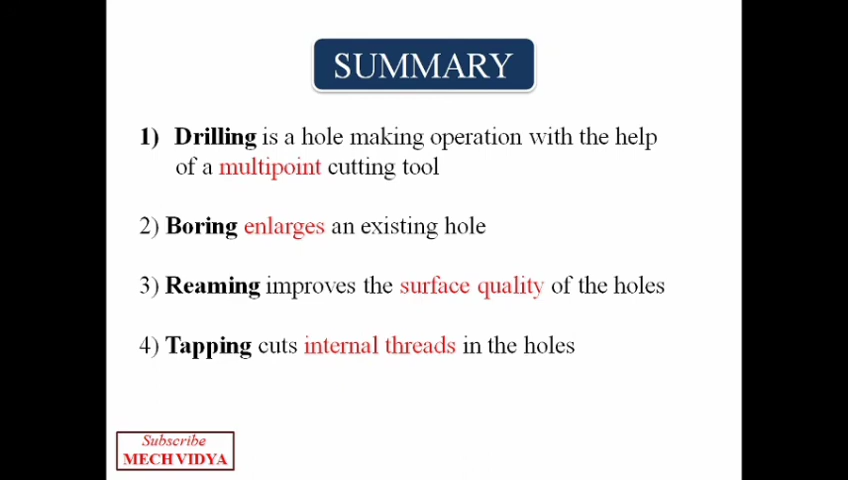 SUMMARY
1) Drilling is a hole making operation with the help
of a multipoint cutting tool
2) Boring enlarges an existing hole
3) Reaming improves the surface quality of the holes
4) Tapping cuts internal threads in the holes
Subscribe
MECH VIDYA